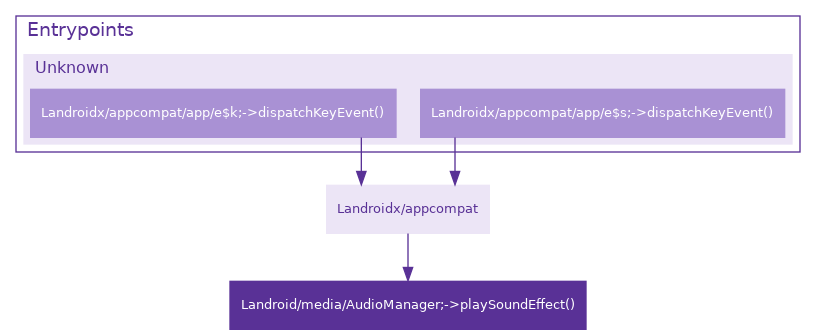 Entrypoints
Unknown
Landroidx/appcompat/app/e$k;->dispatchKeyEvent()
Landroidx/appcompat/app/e$s;->dispatchKeyEvent()
Landroidx/appcompat
Landroid/media/AudioManager;->playSoundEffect()